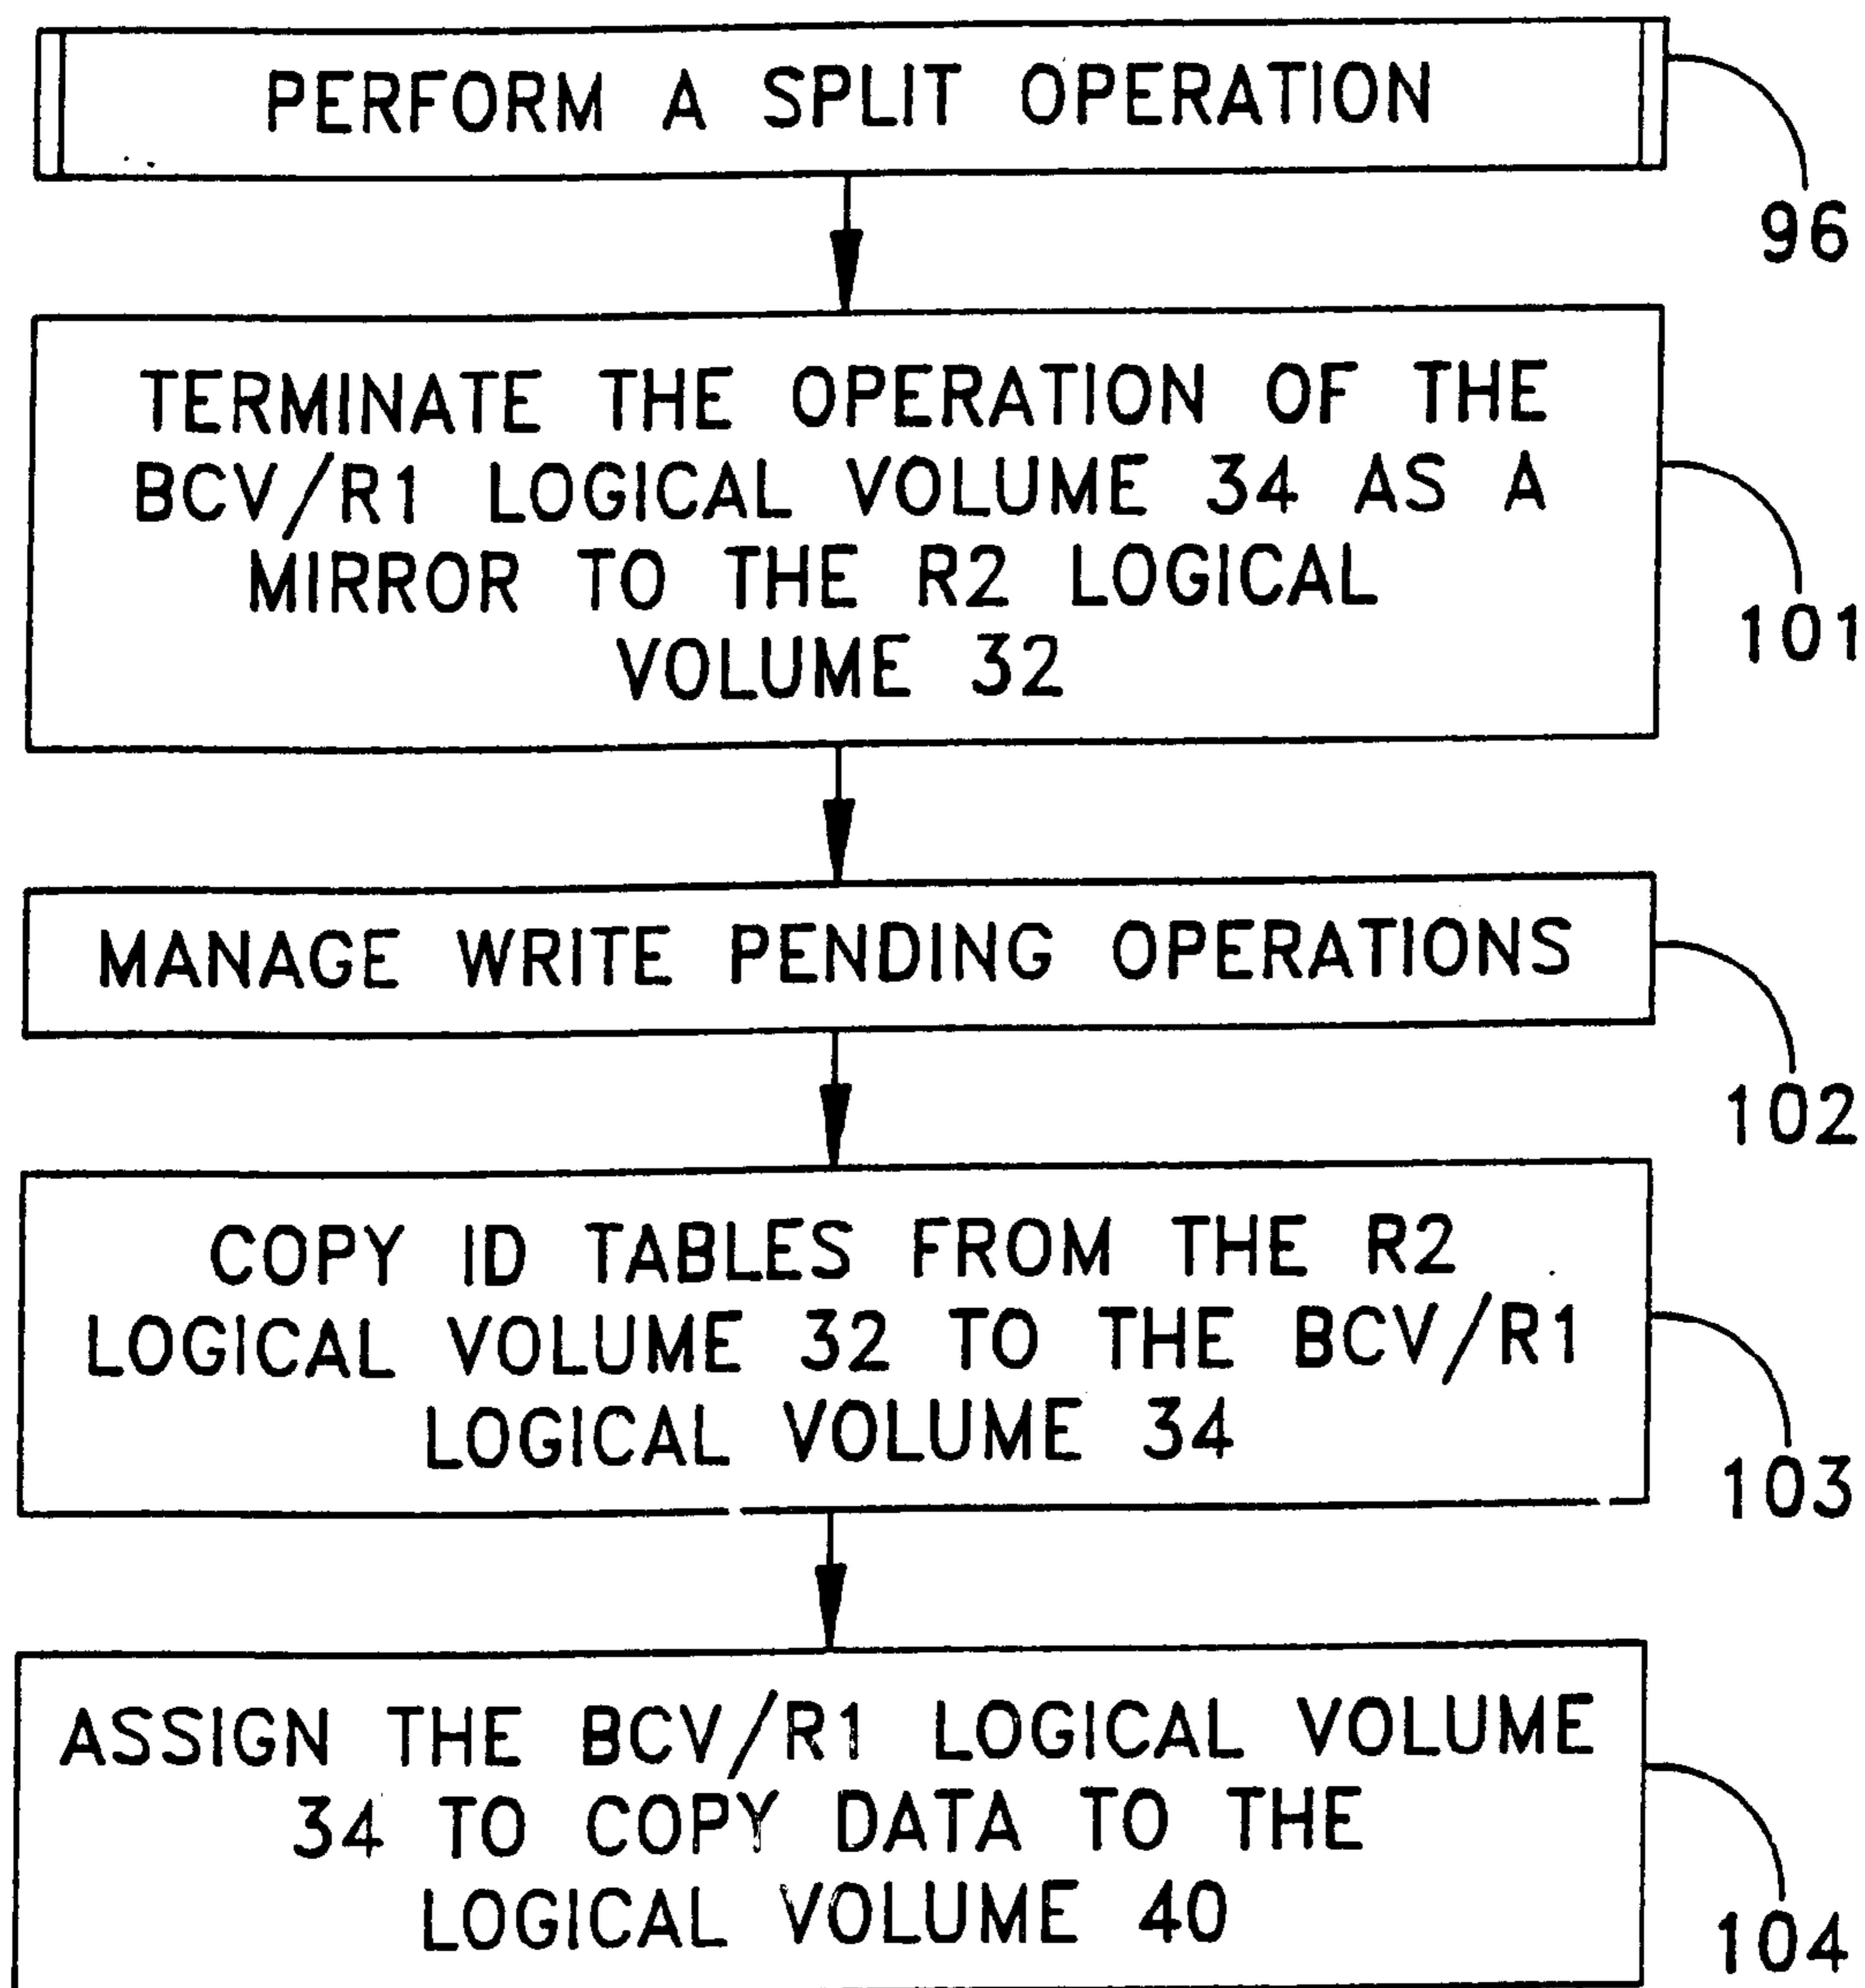 PERFORM A SPLIT OPERATION
96
TERMINATE THE OPERATION OF THE
BCV/R1 LOGICAL VOLUME 34 AS A
MIRROR TO THE R2 LOGICAL
VOLUME 32
101
MANAGE WRITE PENDING OPERATIONS
102
COPY ID TABLES FROM THE R2
LOGICAL VOLUME 32 TO THE BCV/R1
LOGICAL VOLUME 34
103
ASSIGN THE BCV/R1 LOGICAL VOLUME
34 TO COPY DATA TO THE
LOGICAL VOLUME 40
104